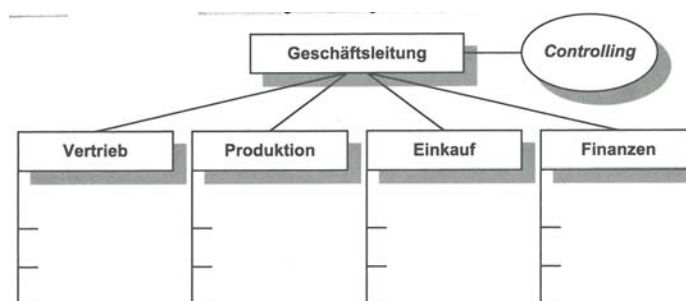 Geschäftsleitung
Controlling
Vertrieb
Produktion
Einkauf
Finanzen